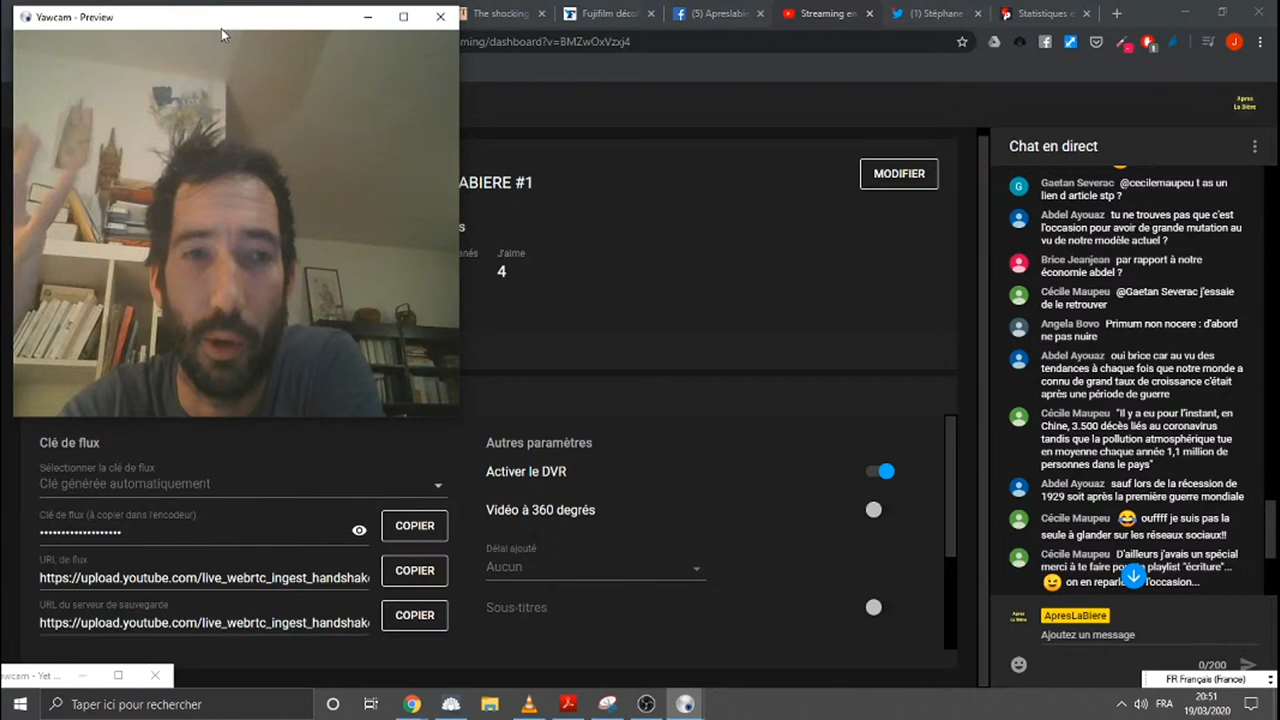 Yawcam - Preview
The shocking
Fujifilm déco
(5) Apreslabie
Streaming en
(1) Stéphane
Statistiques e
ming/dashboard?v=BMZwOxVzxj4
J
Apres
La Bière
ABIERE #1
MODIFIER
s
anés
J'aime
4
Clé de flux
Sélectionner la clé de flux
Clé générée automatiquement
Clé de flux (à copier dans l'encodeur)
••••••••••••••••••••
COPIER
URL de flux
https://upload.youtube.com/live_webrtc_ingest_handshake
COPIER
URL du serveur de sauvegarde
https://upload.youtube.com/live_webrtc_ingest_handshake
COPIER
Autres paramètres
Activer le DVR
Vidéo à 360 degrés
Délai ajouté
Aucun
Sous-titres
Chat en direct
G Gaetan Severac @cecilemaupeu t as un
lien d article stp ?
Abdel Ayouaz tu ne trouves pas que c'est
l'occasion pour avoir de grande mutation au
vu de notre modèle actuel ?
Brice Jeanjean par rapport à notre
économie abdel ?
Cécile Maupeu @Gaetan Severac j'essaie
de le retrouver
Angela Bovo Primum non nocere : d'abord
ne pas nuire
Abdel Ayouaz oui brice car au vu des
tendances à chaque fois que notre monde a
connu de grand taux de croissance c'était
après une période de guerre
Cécile Maupeu "Il y a eu pour l'instant, en
Chine, 3.500 décès liés au coronavirus
tandis que la pollution atmosphérique tue
en moyenne chaque année 1,1 million de
personnes dans le pays"
Abdel Ayouaz sauf lors de la récession de
1929 soit après la première guerre mondiale
Cécile Maupeu 😂 ouffff je suis pas la
seule à glander sur les réseaux sociaux!!
Cécile Maupeu D'ailleurs j'avais un spécial
merci à te faire playlist "écriture"...
😉 on en l'occasion...
Apres
La Bière
ApresLaBiere
Ajoutez un message
0/200
FR Français (France)
awcam - Yet ...
Taper ici pour rechercher
FRA
20:51
19/03/2020